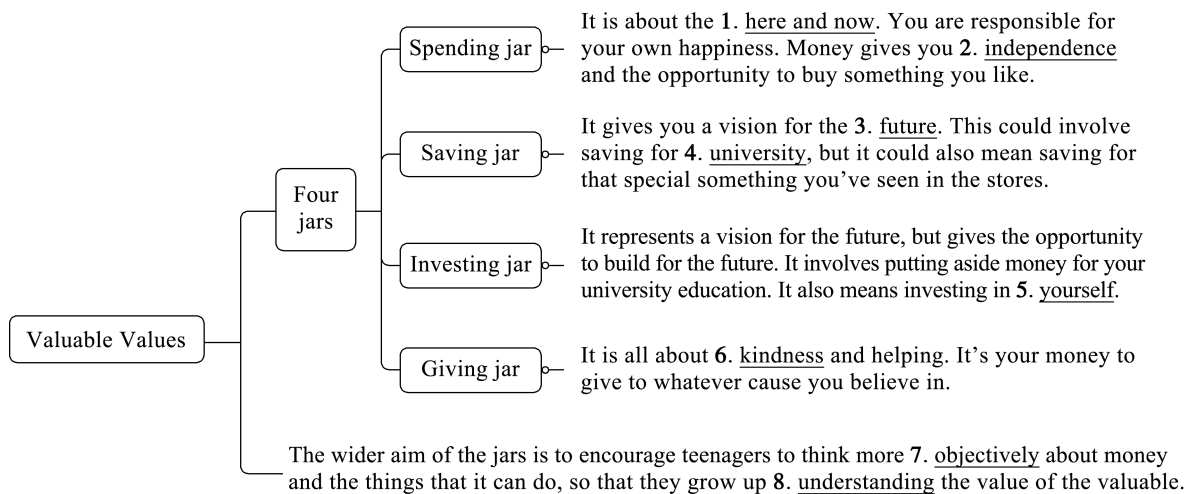 Valuable Values
Four
jars
Spending jar
It is about the 1. here and now. You are responsible for
your own happiness. Money gives you 2. independence
and the opportunity to buy something you like.
Saving jar
It gives you a vision for the 3. future. This could involve
saving for 4. university, but it could also mean saving for
that special something you’ve seen in the stores.
Investing jar
It represents a vision for the future, but gives the opportunity
to build for the future. It involves putting aside money for your
university education. It also means investing in 5. yourself.
Giving jar
It is all about 6. kindness and helping. It’s your money to
give to whatever cause you believe in.
The wider aim of the jars is to encourage teenagers to think more 7. objectively about money
and the things that it can do, so that they grow up 8. understanding the value of the valuable.